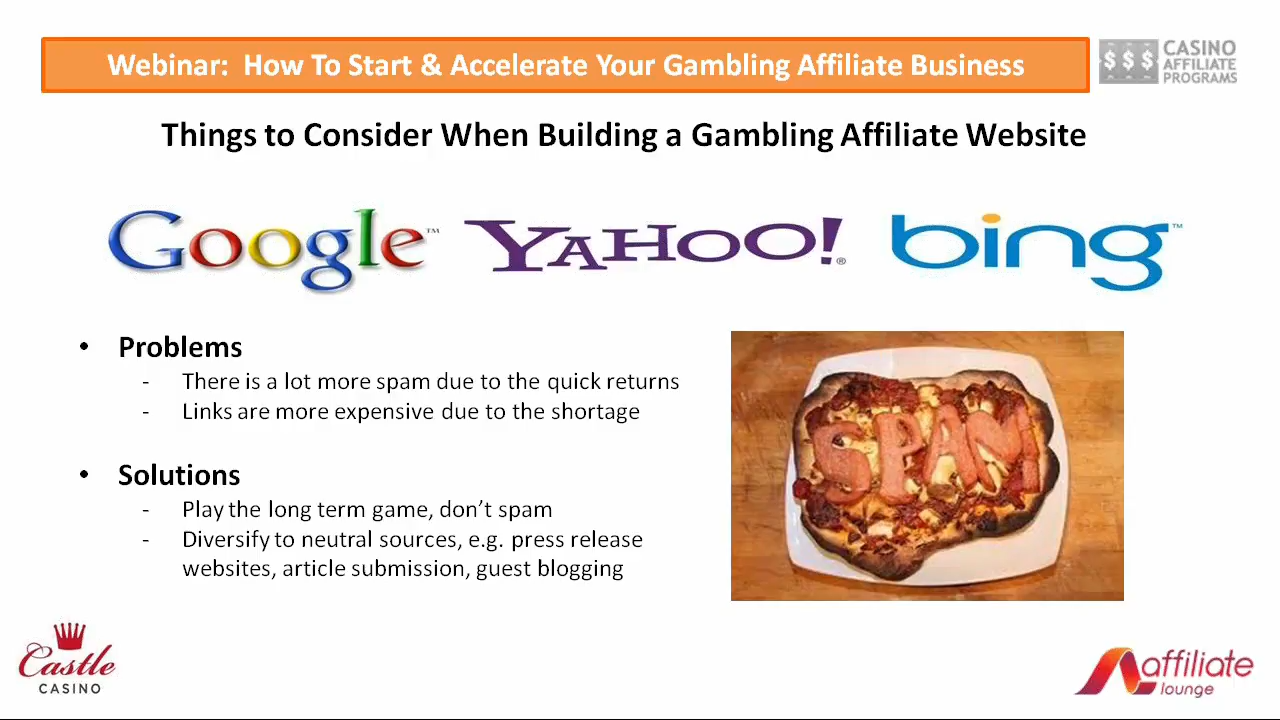 Webinar:  How To Start & Accelerate Your Gambling Affiliate Business
$ $ $ CASINO
AFFILIATE
PROGRAMS
Things to Consider When Building a Gambling Affiliate Website
Google™ YAHOO!® bing™
• Problems
- There is a lot more spam due to the quick returns
- Links are more expensive due to the shortage
SPAM
• Solutions
- Play the long term game, don’t spam
- Diversify to neutral sources, e.g. press release
websites, article submission, guest blogging
Castle
CASINO
affiliate
lounge